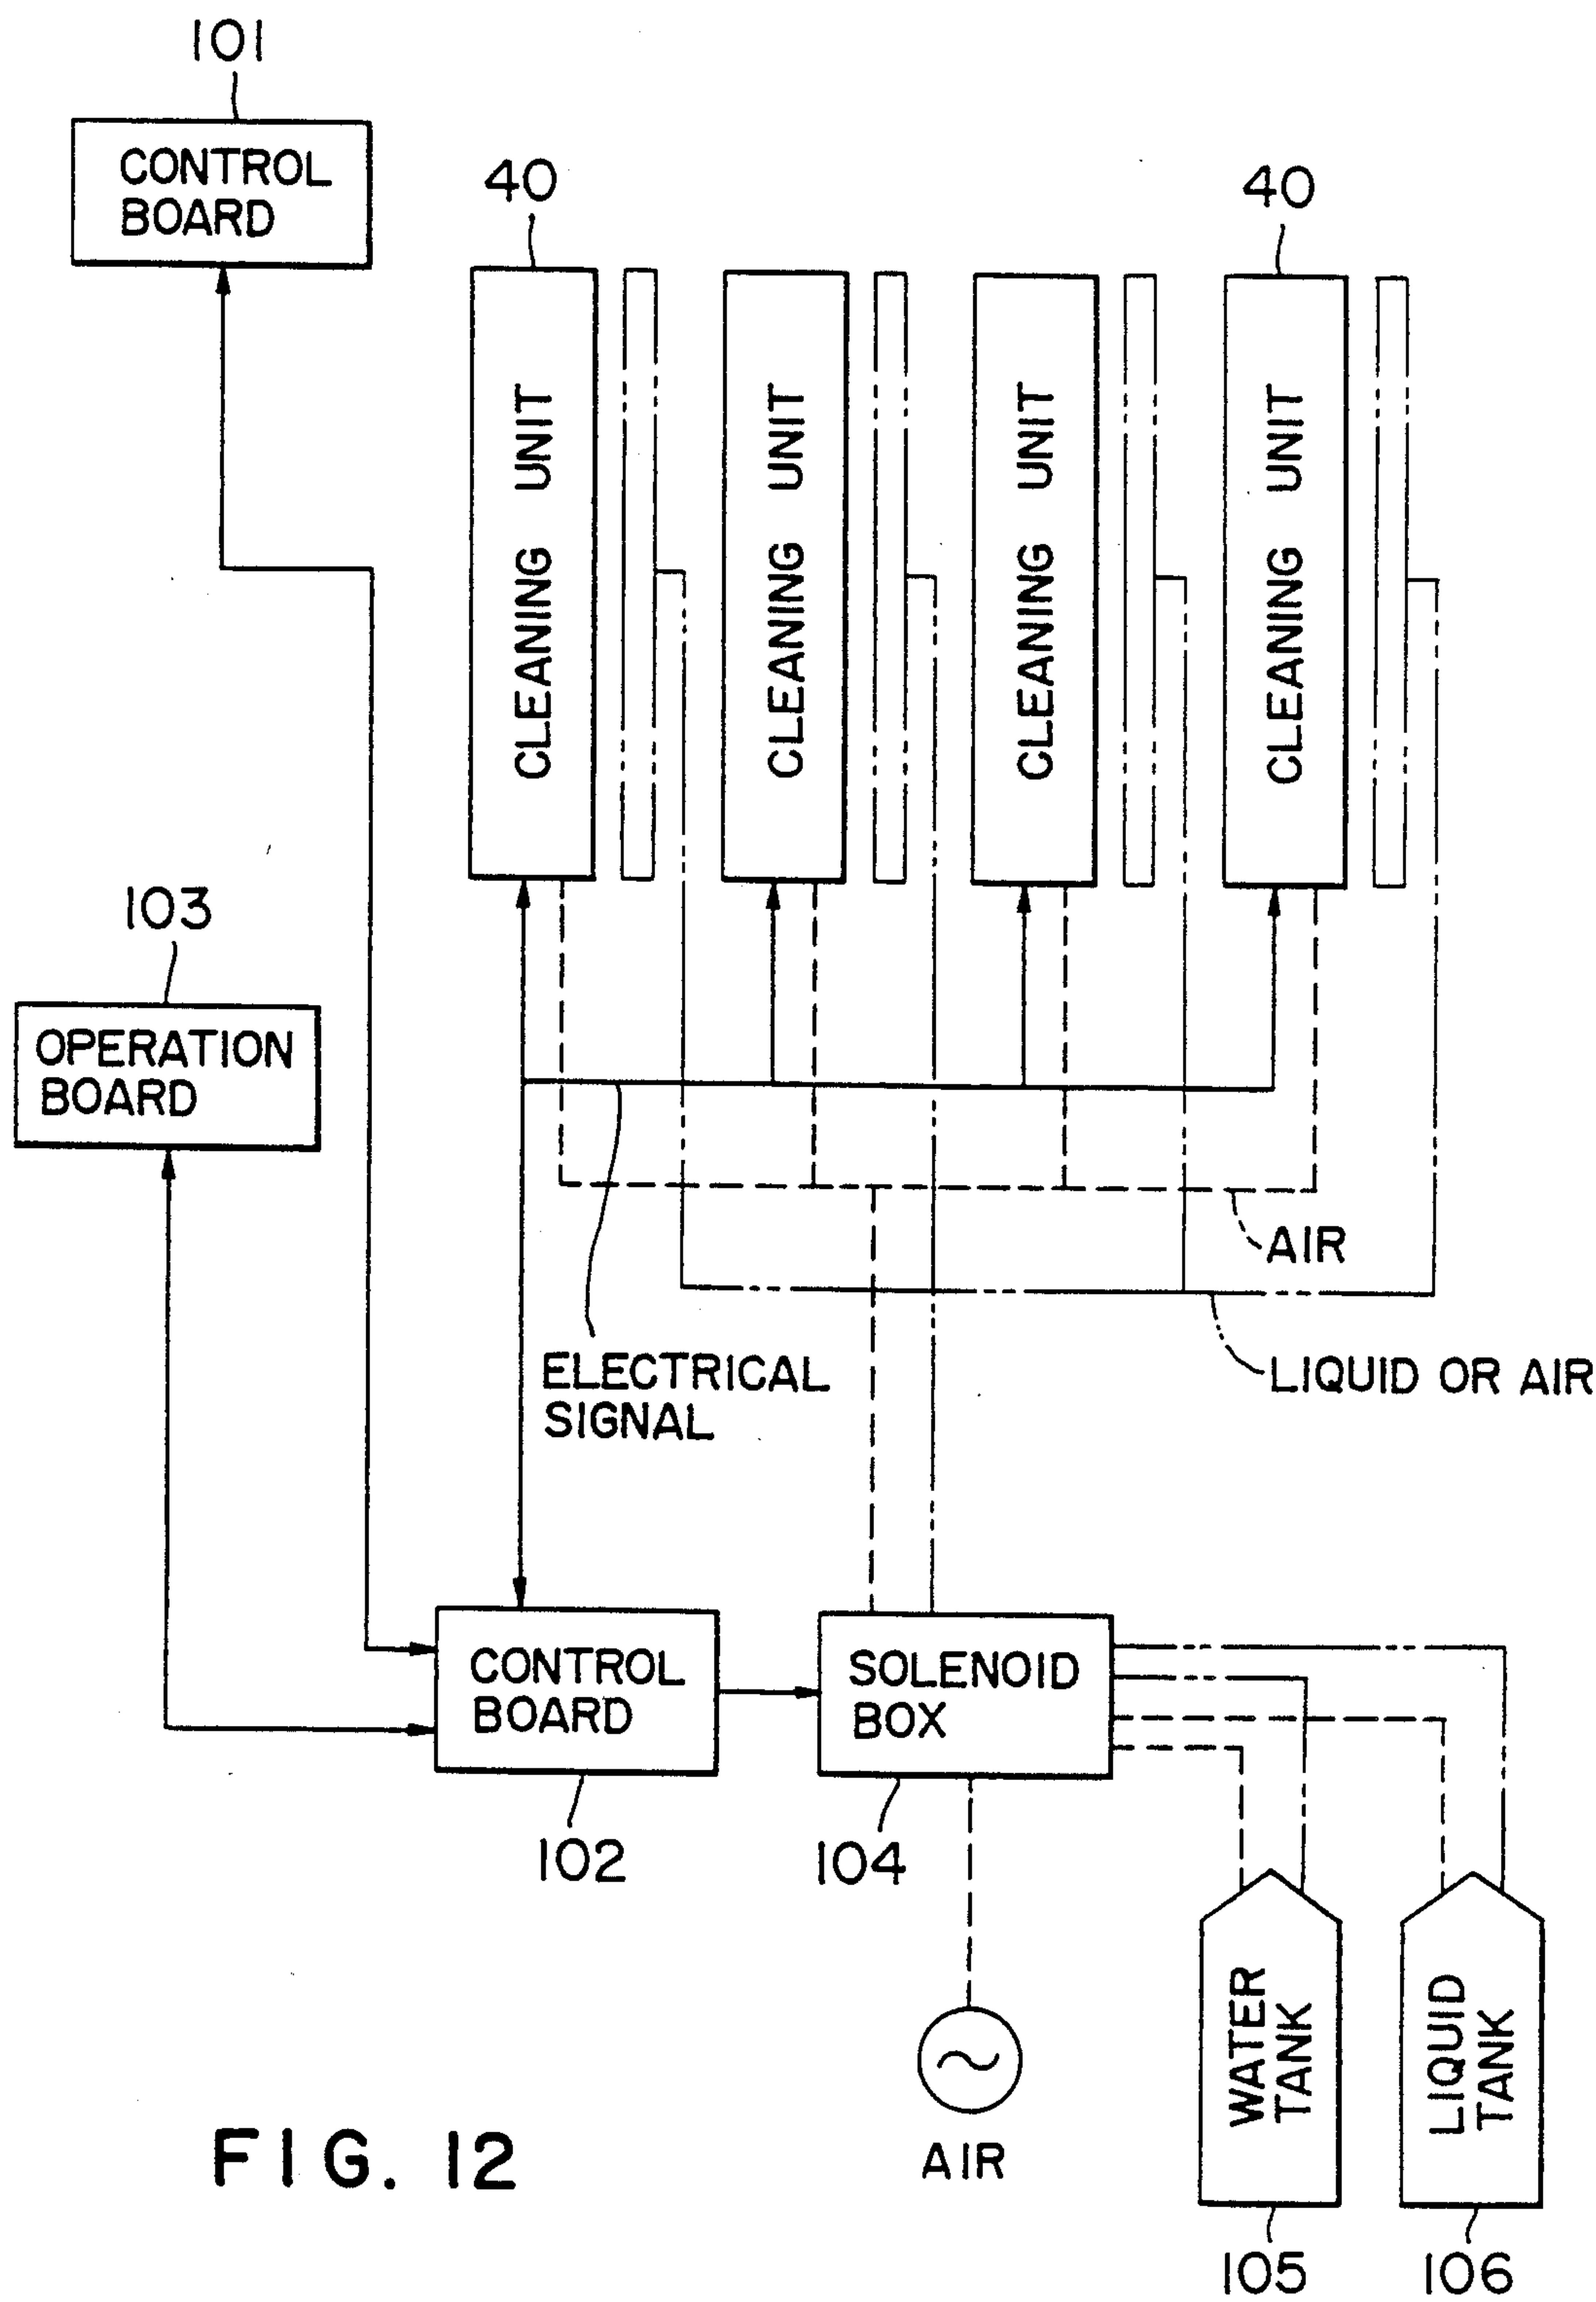 101
CONTROL
BOARD
40
40
CLEANING UNIT
CLEANING UNIT
CLEANING UNIT
CLEANING UNIT
103
OPERATION
BOARD
AIR
ELECTRICAL
SIGNAL
LIQUID OR AIR
CONTROL
BOARD
SOLENOID
BOX
102
104
WATER
TANK
LIQUID
TANK
AIR
FIG. 12
105
106